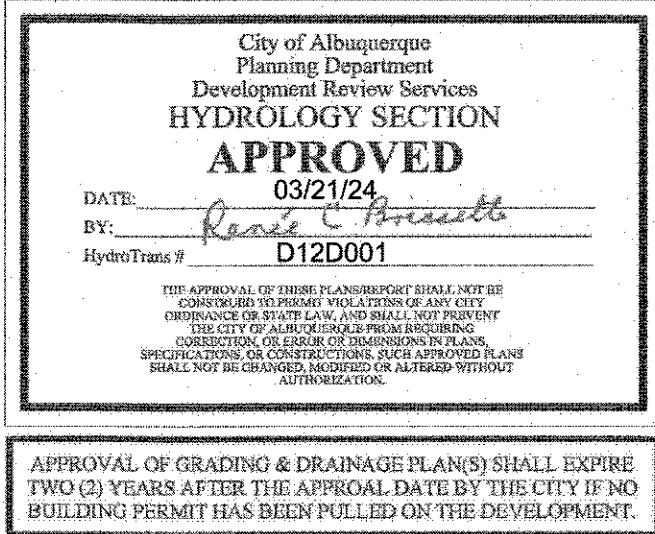 City of Albuquerque
Planning Department
Development Review Services
HYDROLOGY SECTION
APPROVED
DATE: 03/21/24
BY: Renée C. Brissette
HydroTrans # D12D001
THE APPROVAL OF THESE PLANS/REPORT SHALL NOT BE
CONSTRUED TO PERMIT VIOLATIONS OF ANY CITY
ORDINANCE OR STATE LAW, AND SHALL NOT PREVENT
THE CITY OF ALBUQUERQUE FROM REQUIRING
CORRECTION, OR ERROR OR DIMENSIONS IN PLANS,
SPECIFICATIONS, OR CONSTRUCTIONS. SUCH APPROVED PLANS
SHALL NOT BE CHANGED, MODIFIED OR ALTERED WITHOUT
AUTHORIZATION.
APPROVAL OF GRADING & DRAINAGE PLAN(S) SHALL EXPIRE
TWO (2) YEARS AFTER THE APPROAL DATE BY THE CITY IF NO
BUILDING PERMIT HAS BEEN PULLED ON THE DEVELOPMENT.